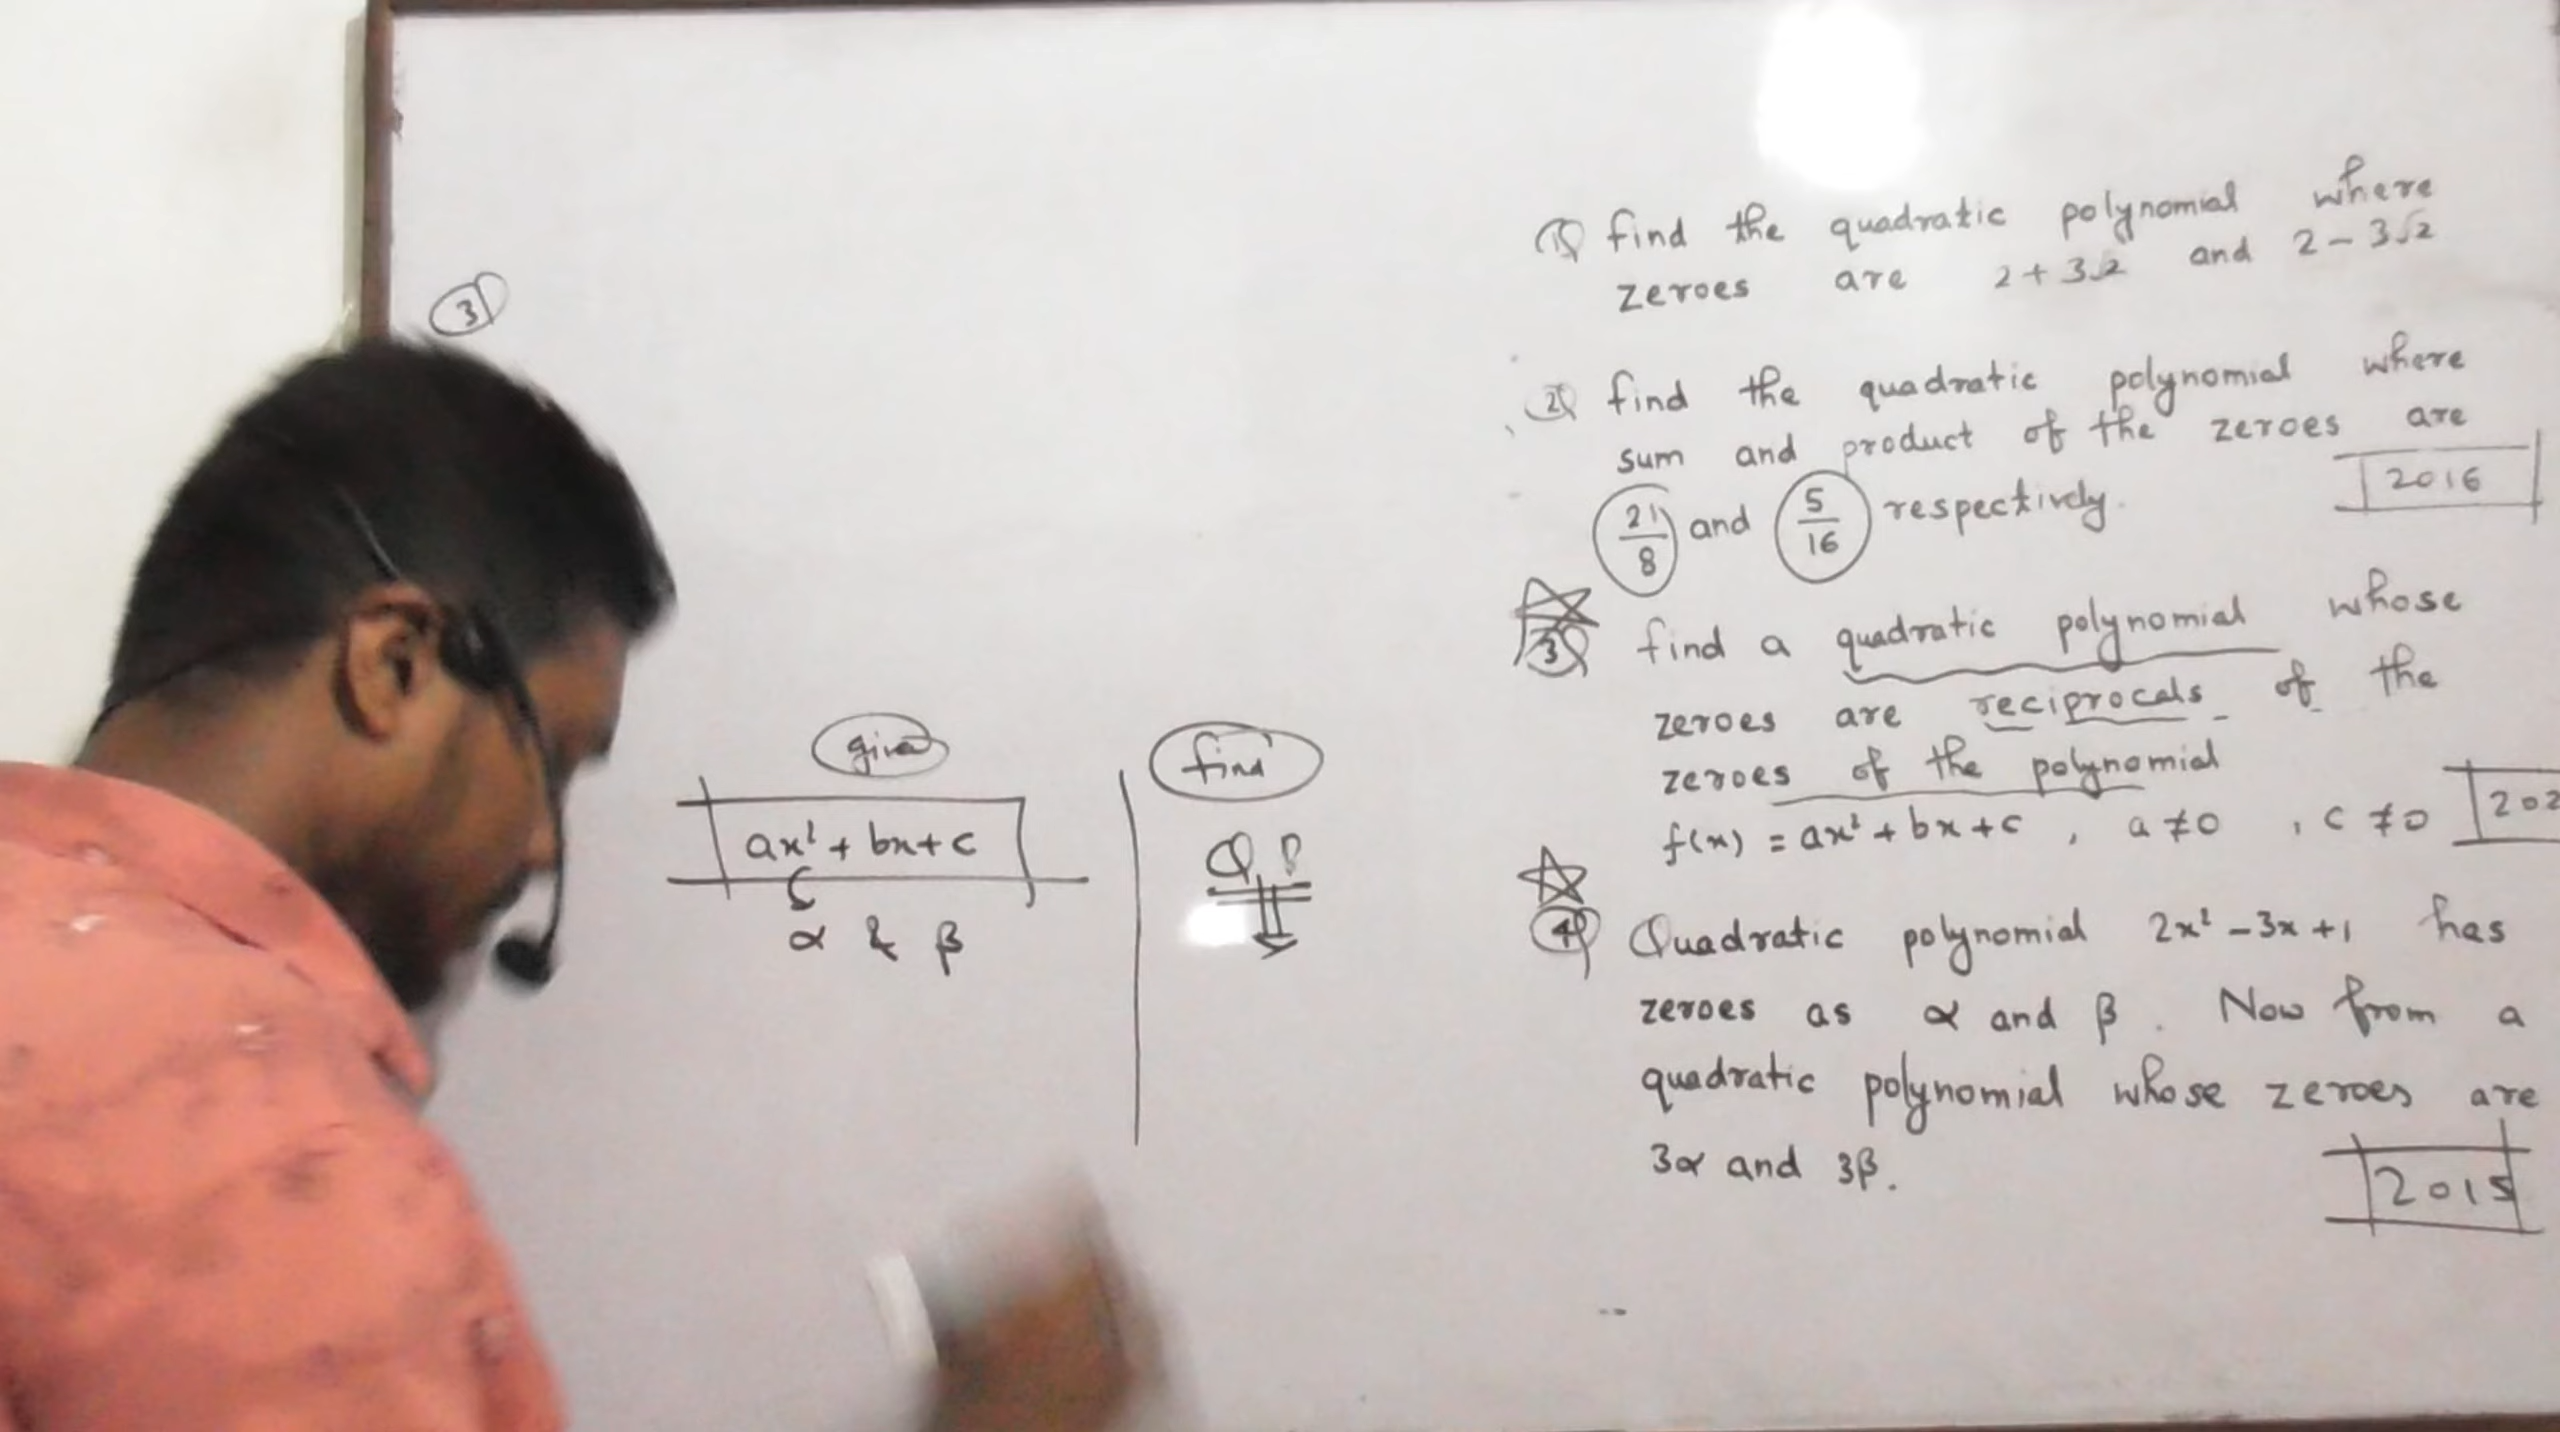 3
given
find
ax² + bx + c
Q.P
α & β
1) find the quadratic polynomial where
zeroes are 2 + 3√2 and 2 - 3√2
2) find the quadratic polynomial where
sum and product of the zeroes are
21/8 and 5/16 respectively.
2016
3) find a quadratic polynomial whose
zeroes are reciprocals of the
zeroes of the polynomial
f(x) = ax² + bx + c , a ≠ 0 , c ≠ 0
4) Quadratic polynomial 2x² - 3x + 1 has
zeroes as α and β. Now from a
quadratic polynomial whose zeroes are
3α and 3β.
2015